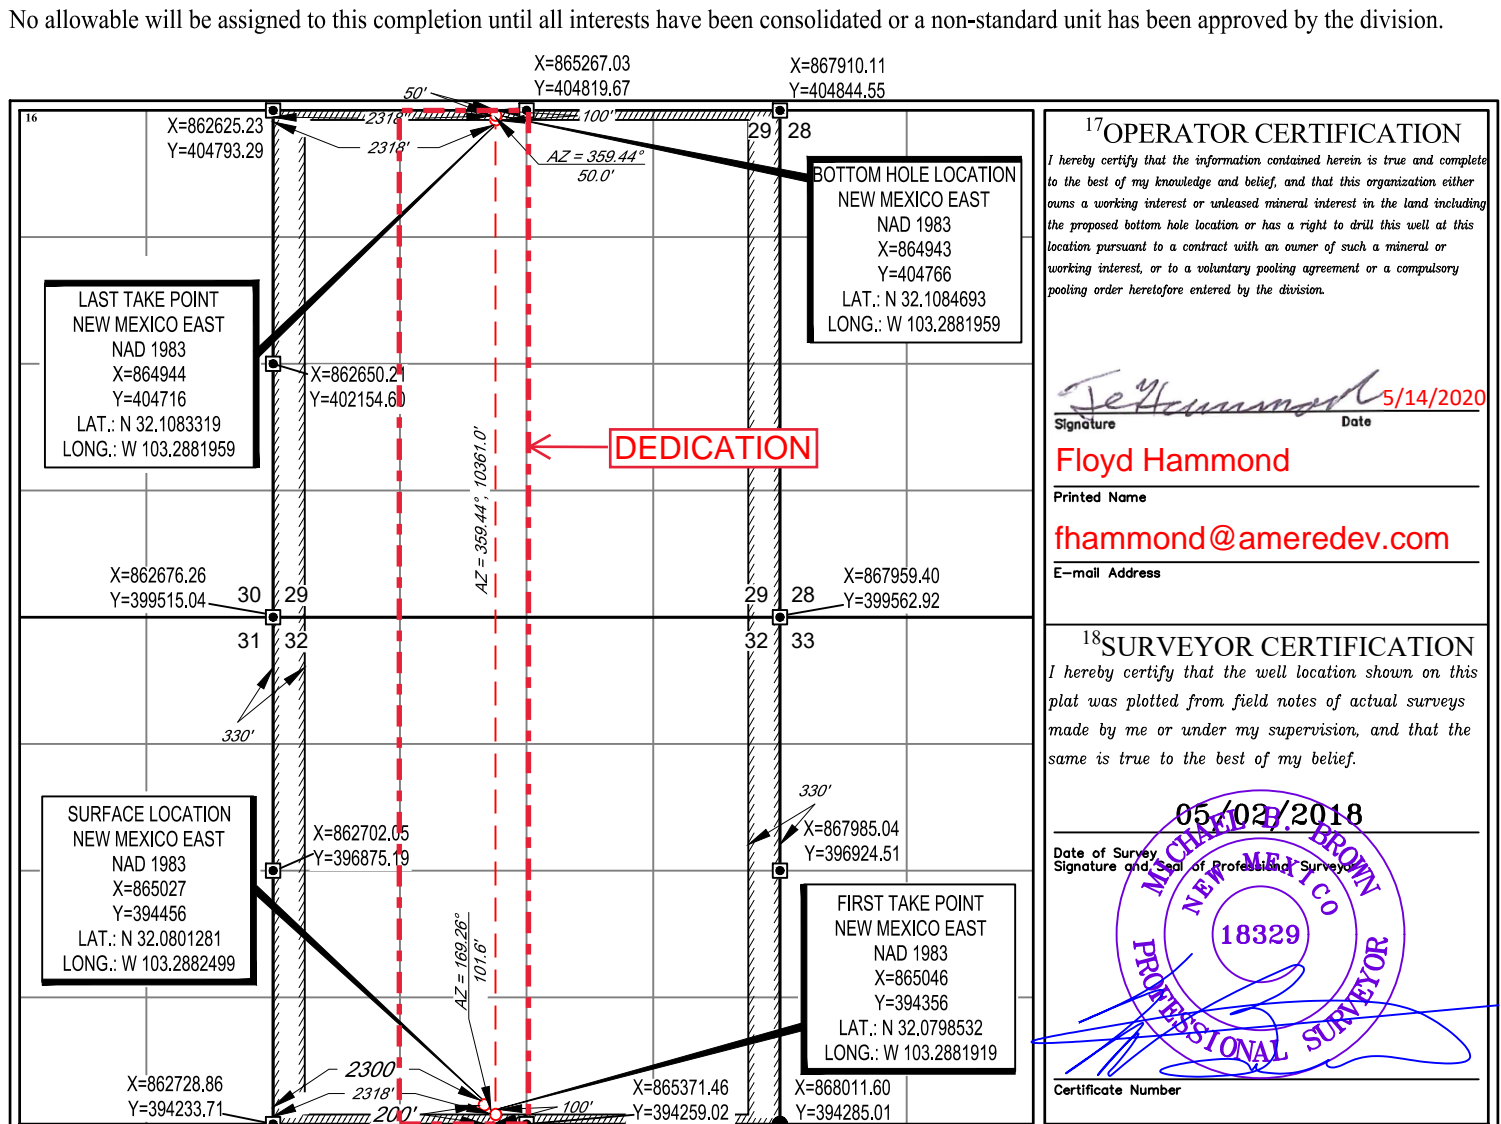 No allowable will be assigned to this completion until all interests have been consolidated or a non-standard unit has been approved by the division.
16
X=865267.03
Y=404819.67
X=867910.11
Y=404844.55
50'
X=862625.23
Y=404793.29
2318'
2318'
100'
AZ = 359.44°
50.0'
29 28
BOTTOM HOLE LOCATION
NEW MEXICO EAST
NAD 1983
X=864943
Y=404766
LAT.: N 32.1084693
LONG.: W 103.2881959
LAST TAKE POINT
NEW MEXICO EAST
NAD 1983
X=864944
Y=404716
LAT.: N 32.1083319
LONG.: W 103.2881959
X=862650.21
Y=402154.60
DEDICATION
AZ = 359.44°, 10361.0'
X=862676.26
Y=399515.04
30 29
31 32
29 28
32 33
X=867959.40
Y=399562.92
330'
330'
SURFACE LOCATION
NEW MEXICO EAST
NAD 1983
X=865027
Y=394456
LAT.: N 32.0801281
LONG.: W 103.2882499
X=862702.05
Y=396875.19
X=867985.04
Y=396924.51
AZ = 169.26°
101.6'
FIRST TAKE POINT
NEW MEXICO EAST
NAD 1983
X=865046
Y=394356
LAT.: N 32.0798532
LONG.: W 103.2881919
X=862728.86
Y=394233.71
2300'
2318'
200'
100'
X=865371.46
Y=394259.02
X=868011.60
Y=394285.01
17OPERATOR CERTIFICATION
I hereby certify that the information contained herein is true and complete
to the best of my knowledge and belief, and that this organization either
owns a working interest or unleased mineral interest in the land including
the proposed bottom hole location or has a right to drill this well at this
location pursuant to a contract with an owner of such a mineral or
working interest, or to a voluntary pooling agreement or a compulsory
pooling order heretofore entered by the division.
5/14/2020
Signature Date
Floyd Hammond
Printed Name
fhammond@ameredev.com
E-mail Address
18SURVEYOR CERTIFICATION
I hereby certify that the well location shown on this
plat was plotted from field notes of actual surveys
made by me or under my supervision, and that the
same is true to the best of my belief.
05/02/2018
Date of Survey
Signature and Seal of Professional Surveyor
MICHAEL B. BROWN
NEW MEXICO
18329
PROFESSIONAL SURVEYOR
Certificate Number